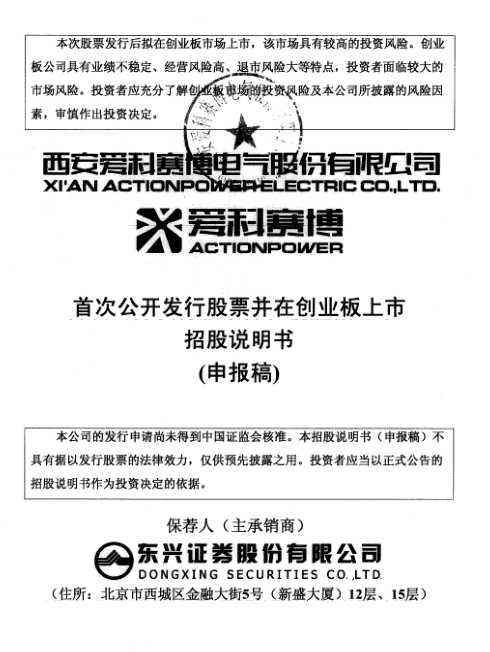 本次股票发行后拟在创业板市场上市，该市场具有较高的投资风险。创业
板公司具有业绩不稳定、经营风险高、退市风险大等特点，投资者面临较大的
市场风险。投资者应充分了解创业板市场的投资风险及本公司所披露的风险因
素，审慎作出投资决定。
西安爱科赛博电气股份有限公司
XI'AN ACTIONPOWER ELECTRIC CO.,LTD.
爱科赛博
ACTIONPOWER
首次公开发行股票并在创业板上市
招股说明书
(申报稿)
本公司的发行申请尚未得到中国证监会核准。本招股说明书（申报稿）不
具有据以发行股票的法律效力，仅供预先披露之用。投资者应当以正式公告的
招股说明书作为投资决定的依据。
保荐人（主承销商）
东兴证券股份有限公司
DONGXING SECURITIES CO.,LTD.
（住所：北京市西城区金融大街5号（新盛大厦）12层、15层）